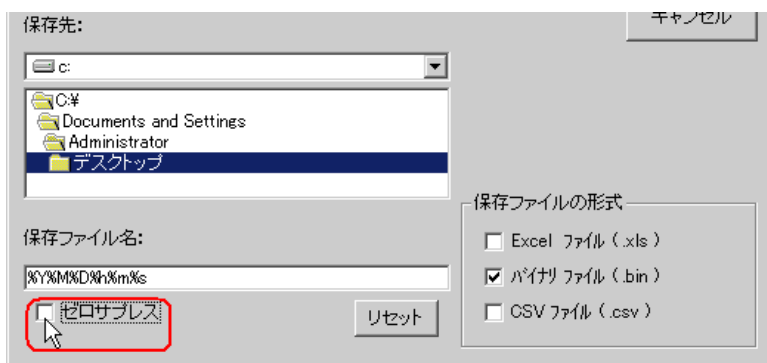 保存先:
キャンセル
c:
C:¥
Documents and Settings
Administrator
デスクトップ
保存ファイル名:
%Y%M%D%h%m%s
ゼロサプレス
リセット
保存ファイルの形式
Excel ファイル ( .xls )
バイナリ ファイル ( .bin )
CSV ファイル ( .csv )